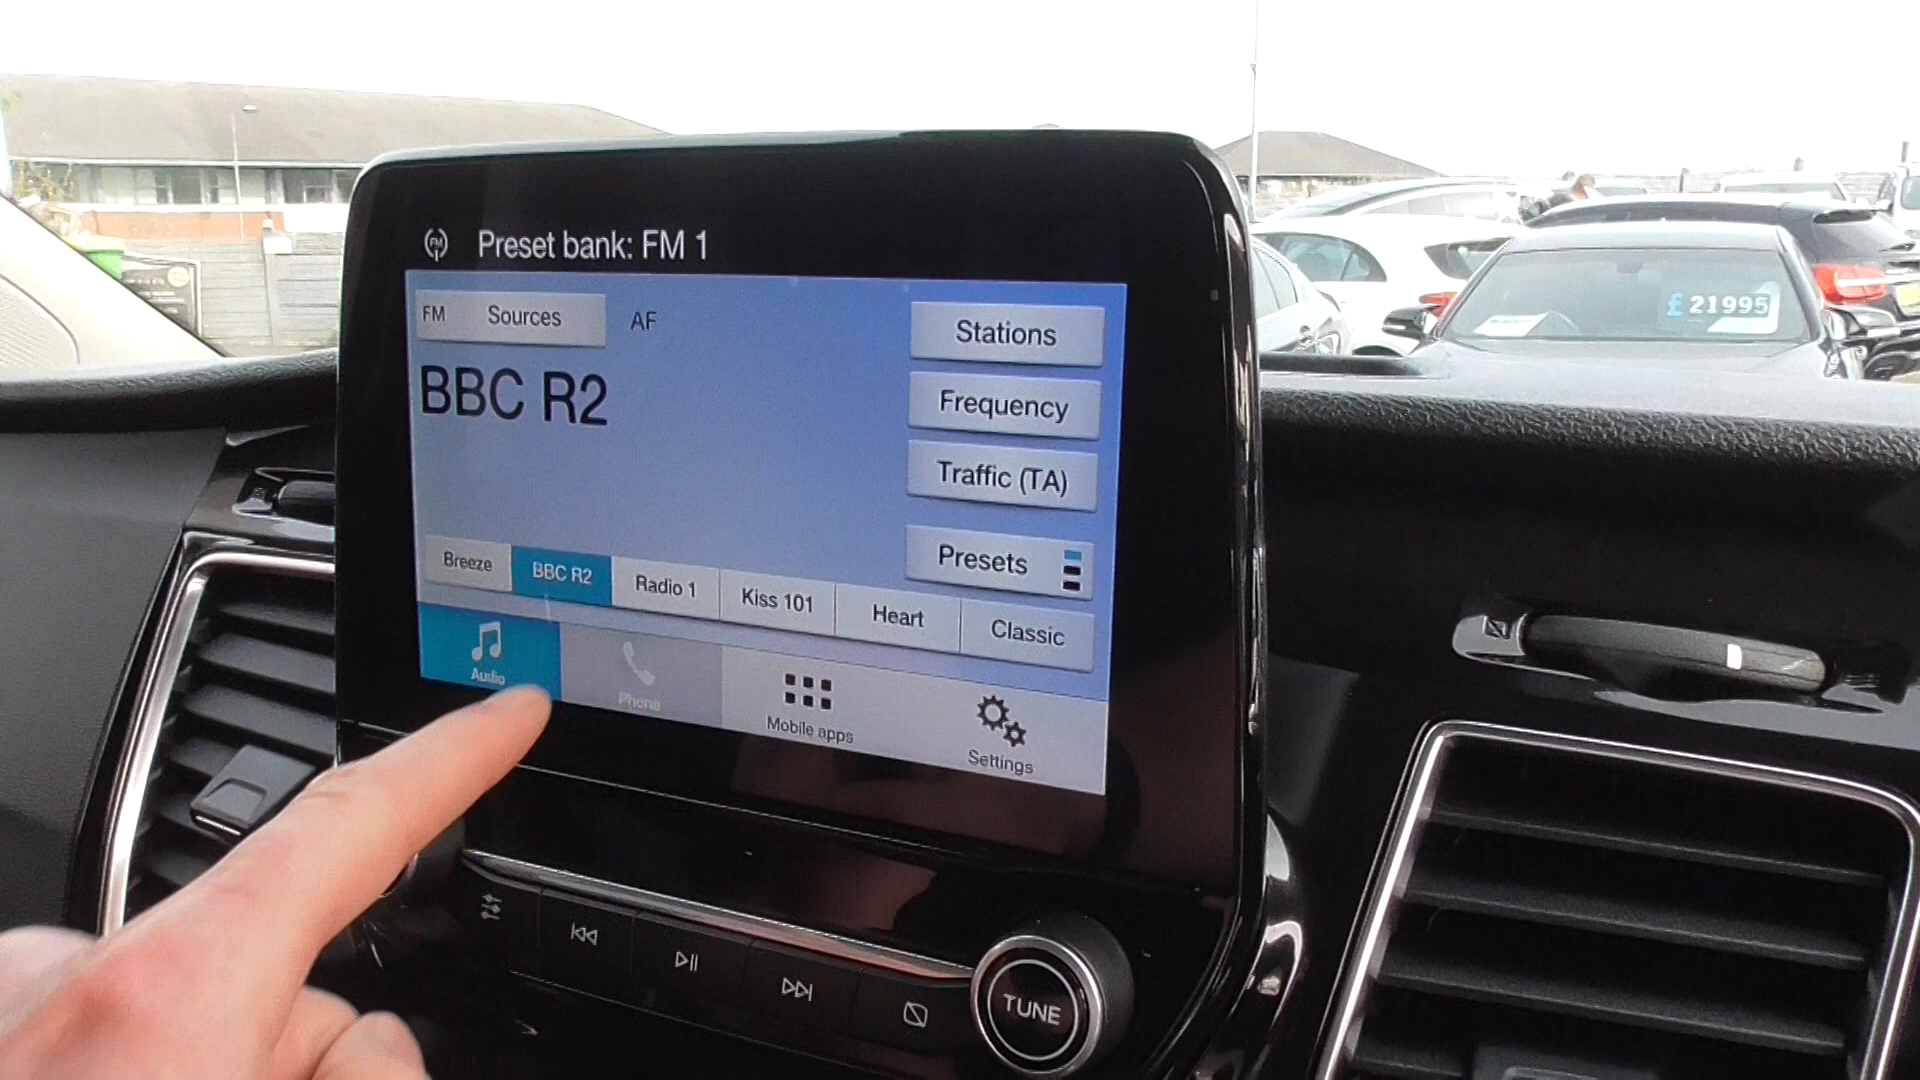 FM Preset bank: FM 1
FM Sources AF
Stations
BBC R2
Frequency
Traffic (TA)
Presets
Breeze BBC R2 Radio 1 Kiss 101 Heart Classic
Audio Phone Mobile apps Settings
TUNE
£ 21995